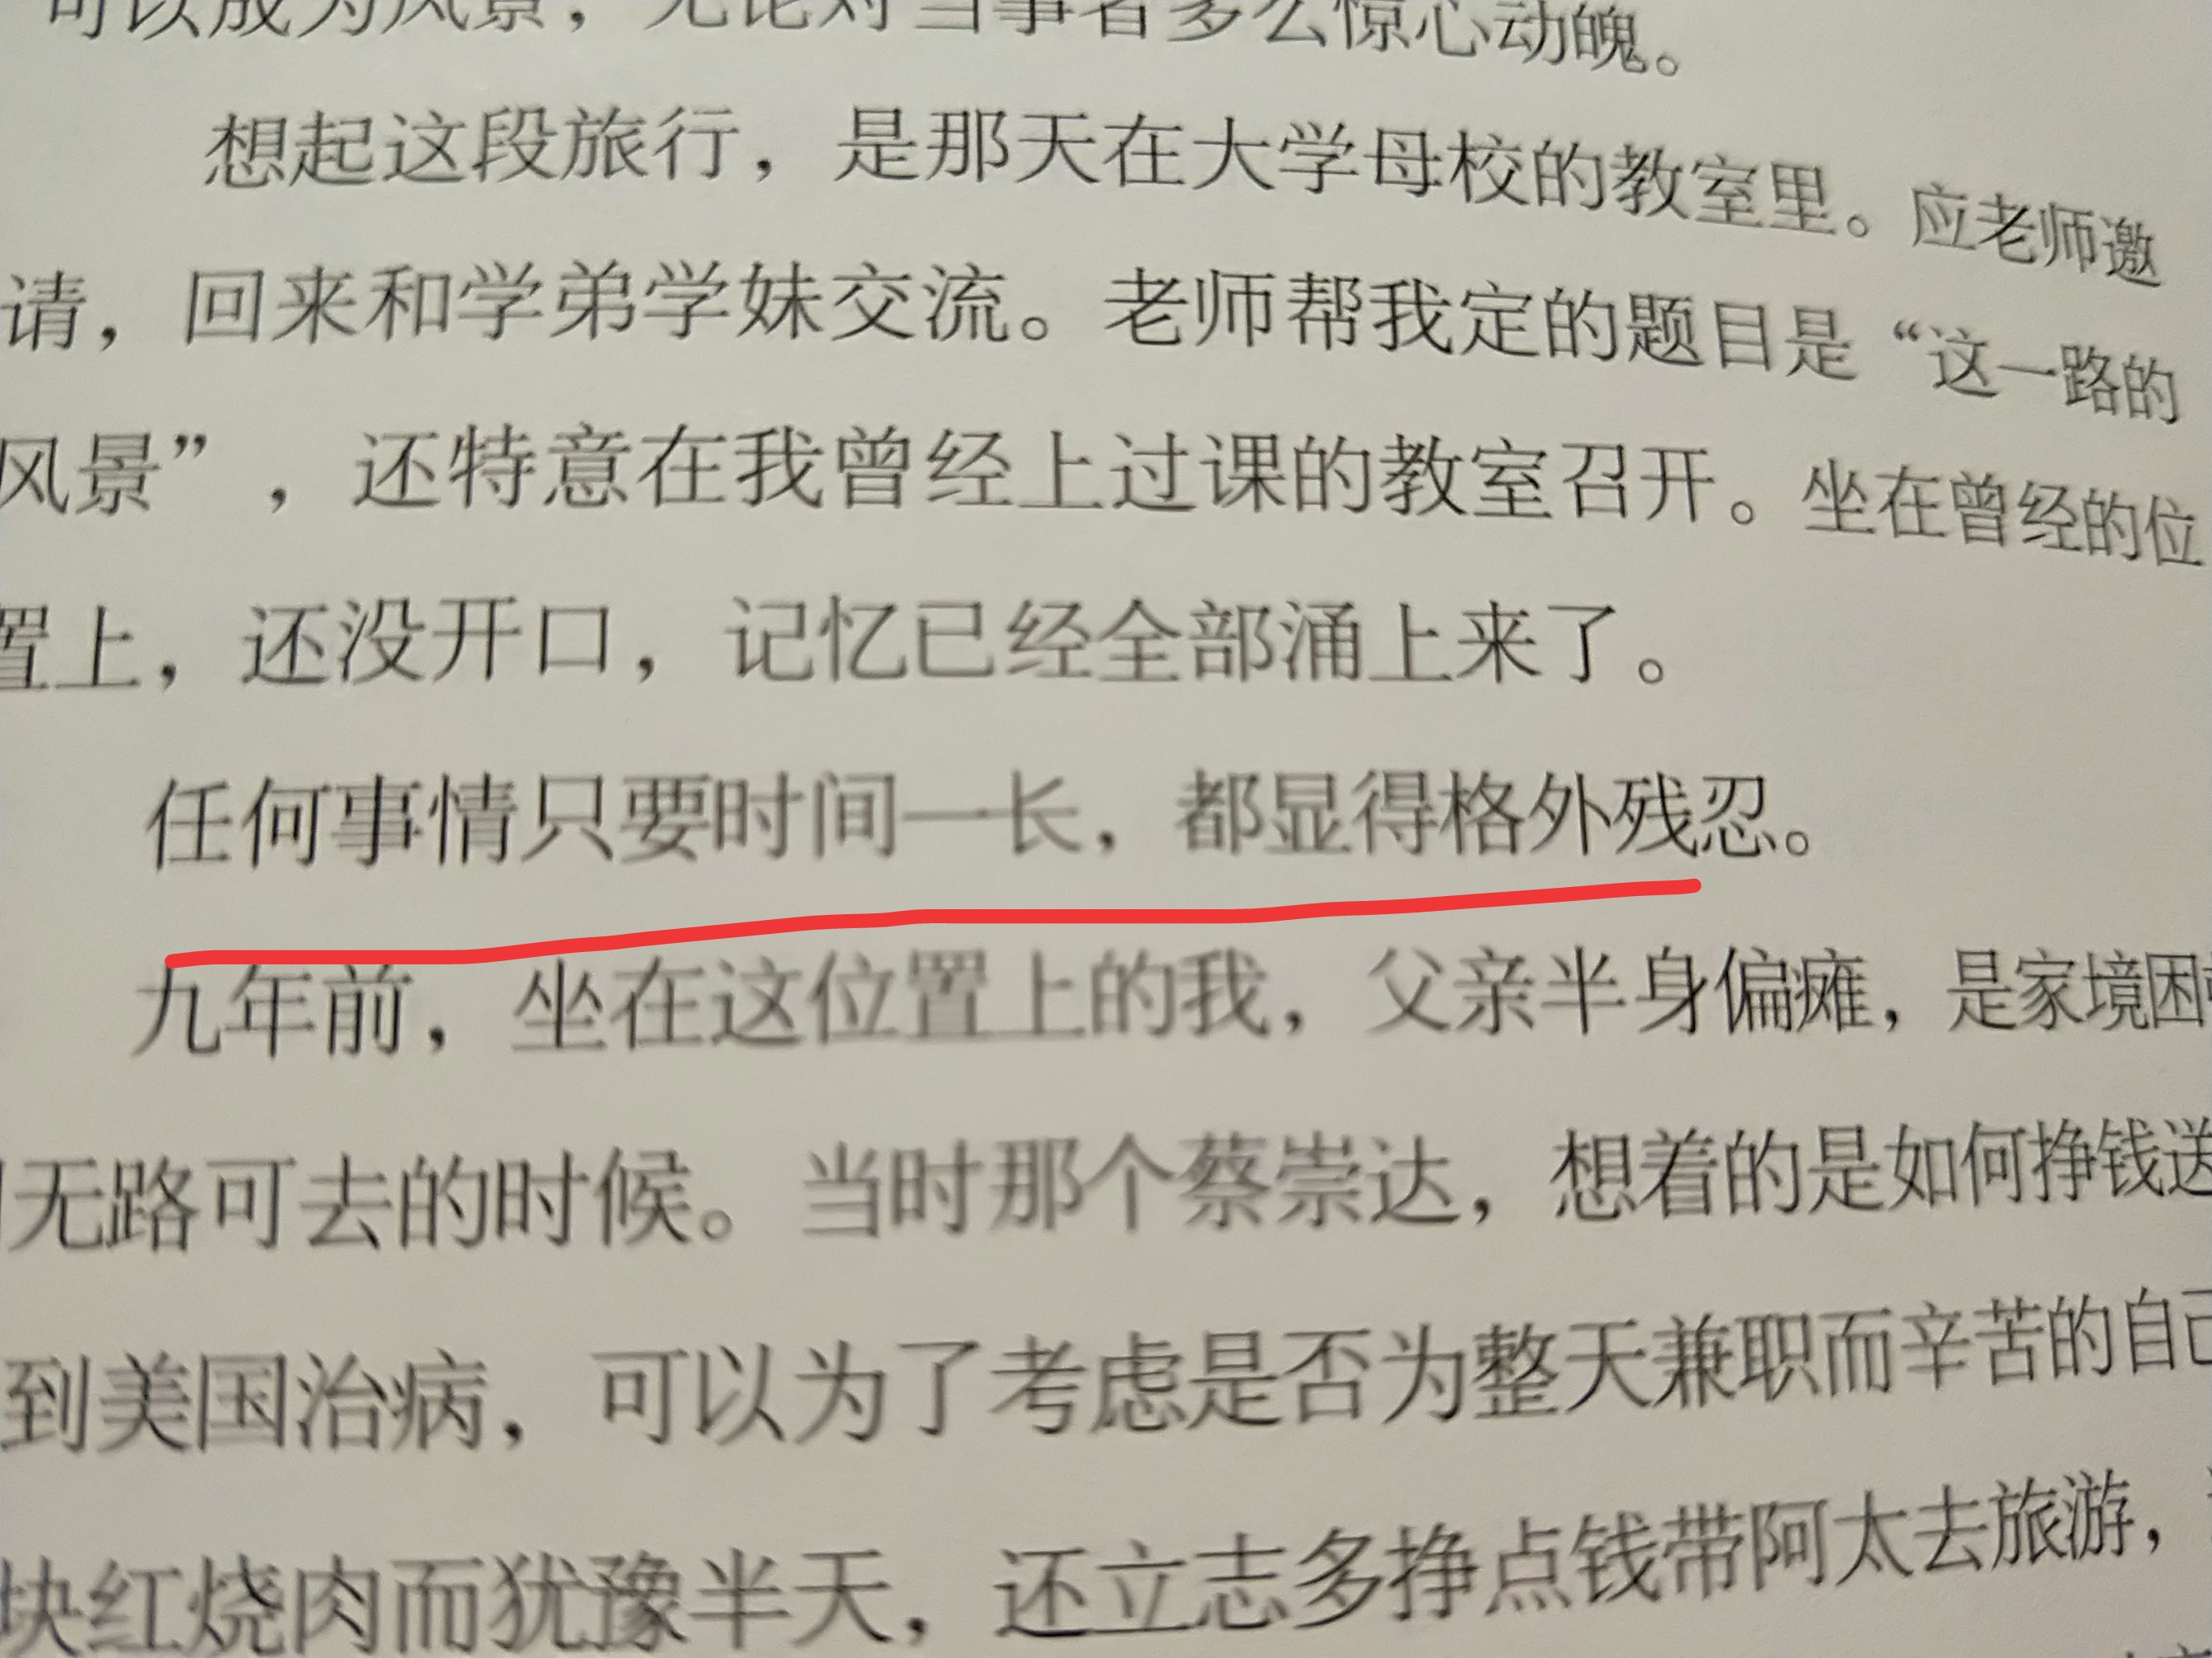 可以成为风景，无论对当事者多么惊心动魄。
想起这段旅行，是那天在大学母校的教室里。应老师邀
请，回来和学弟学妹交流。老师帮我定的题目是“这一路的
风景”，还特意在我曾经上过课的教室召开。坐在曾经的位
置上，还没开口，记忆已经全部涌上来了。
任何事情只要时间一长，都显得格外残忍。
九年前，坐在这位置上的我，父亲半身偏瘫，是家境困
无路可去的时候。当时那个蔡崇达，想着的是如何挣钱送
到美国治病，可以为了考虑是否为整天兼职而辛苦的自己
块红烧肉而犹豫半天，还立志多挣点钱带阿太去旅游，